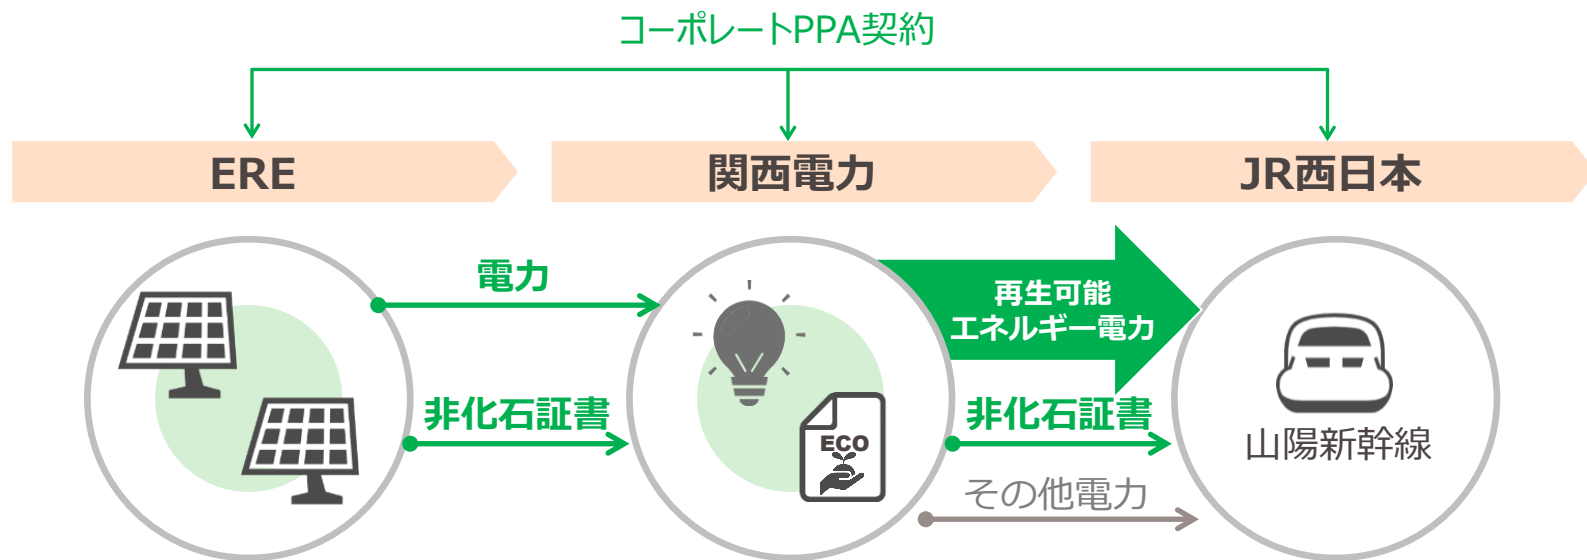 コーポレートPPA契約
ERE
関西電力
JR西日本
電力
再生可能
エネルギー電力
非化石証書
ECO
非化石証書
山陽新幹線
その他電力